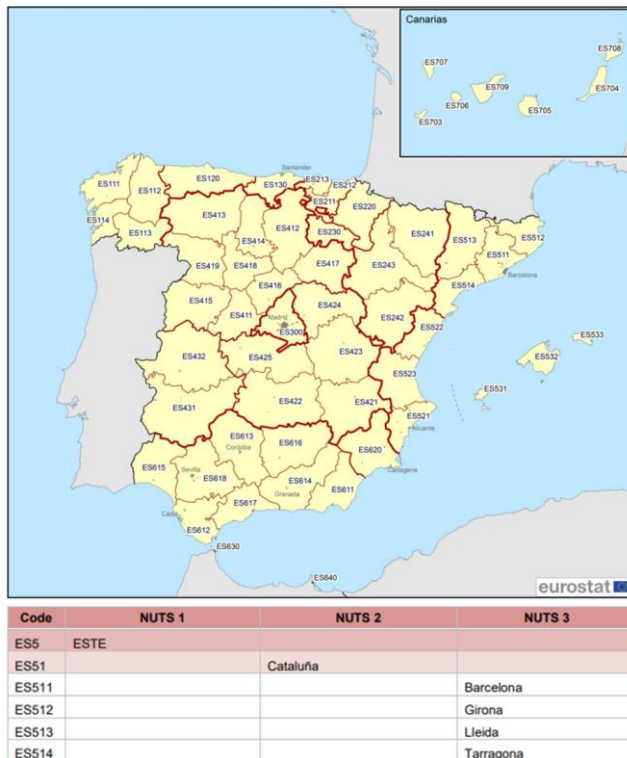 Canarias
ES708
ES707
ES709
ES704
ES706
ES705
ES703
Santander
ES111
ES120
ES130
ES213
ES212
ES112
ES211
ES220
ES114
ES113
ES413
ES412
ES230
ES241
ES414
ES513
ES512
ES511
ES419
ES418
ES417
ES243
Barcelona
ES416
ES514
ES415
ES411
ES424
Madrid
ES300
ES242
ES522
ES533
ES432
ES425
ES423
ES532
ES523
ES531
ES431
ES422
ES421
ES521
Alicante
ES613
ES616
ES620
Cordoba
Cartagena
ES615
Sevilla
ES618
ES614
ES611
Granada
ES617
Cádiz
ES612
ES630
ES640
eurostat
Code NUTS 1 NUTS 2 NUTS 3
ES5 ESTE
ES51 Cataluña
ES511 Barcelona
ES512 Girona
ES513 Lleida
ES514 Tarragona